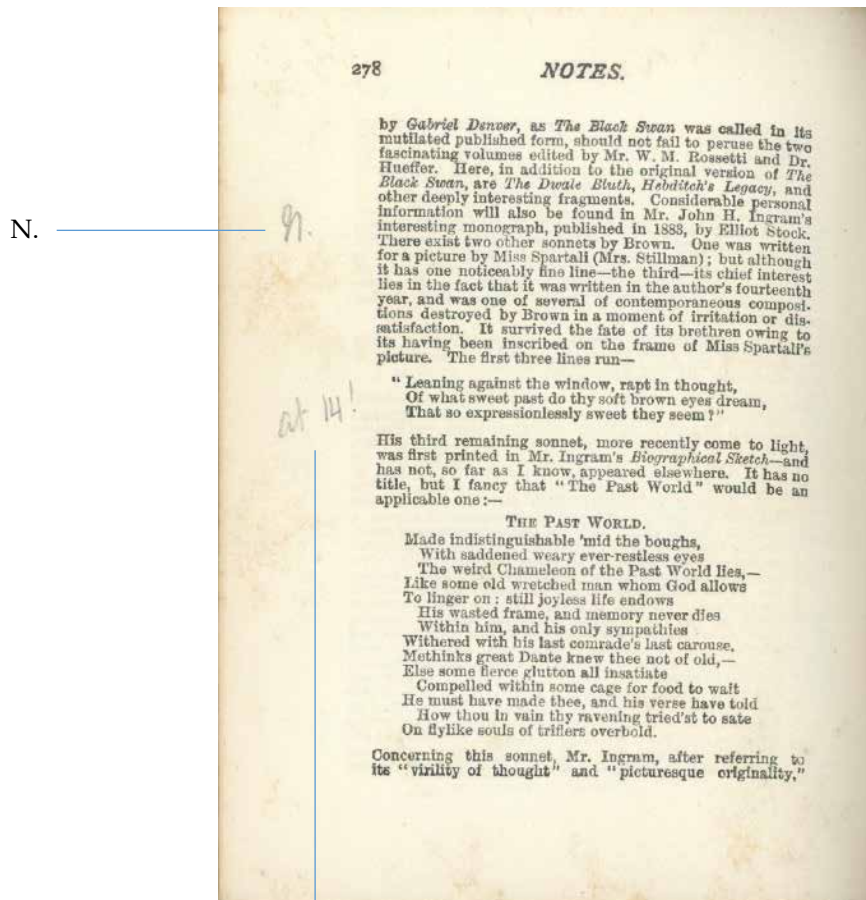 278 NOTES.
by Gabriel Denver, as The Black Swan was called in its
mutilated published form, should not fail to peruse the two
fascinating volumes edited by Mr. W. M. Rossetti and Dr.
Hueffer. Here, in addition to the original version of The
Black Swan, are The Dwale Bluth, Hebditch's Legacy, and
other deeply interesting fragments. Considerable personal
information will also be found in Mr. John H. Ingram's
N.
N.
interesting monograph, published in 1883, by Elliot Stock.
There exist two other sonnets by Brown. One was written
for a picture by Miss Spartali (Mrs. Stillman); but although
it has one noticeably fine line—the third—its chief interest
lies in the fact that it was written in the author's fourteenth
year, and was one of several of contemporaneous composi-
tions destroyed by Brown in a moment of irritation or dis-
satisfaction. It survived the fate of its brethren owing to
its having been inscribed on the frame of Miss Spartali's
picture. The first three lines run—
"Leaning against the window, rapt in thought,
Of what sweet past do thy soft brown eyes dream,
That so expressionlessly sweet they seem?"
at 14!
His third remaining sonnet, more recently come to light,
was first printed in Mr. Ingram's Biographical Sketch—and
has not, so far as I know, appeared elsewhere. It has no
title, but I fancy that "The Past World" would be an
applicable one:—
THE PAST WORLD.
Made indistinguishable 'mid the boughs,
With saddened weary ever-restless eyes
The weird Chameleon of the Past World lies,—
Like some old wretched man whom God allows
To linger on: still joyless life endows
His wasted frame, and memory never dies
Within him, and his only sympathies
Withered with his last comrade's last carouse.
Methinks great Dante knew thee not of old,—
Else some fierce glutton all insatiate
Compelled within some cage for food to wait
He must have made thee, and his verse have told
How thou in vain thy ravening tried'st to sate
On flylike souls of triflers overbold.
Concerning this sonnet, Mr. Ingram, after referring to
its "virility of thought" and "picturesque originality,"